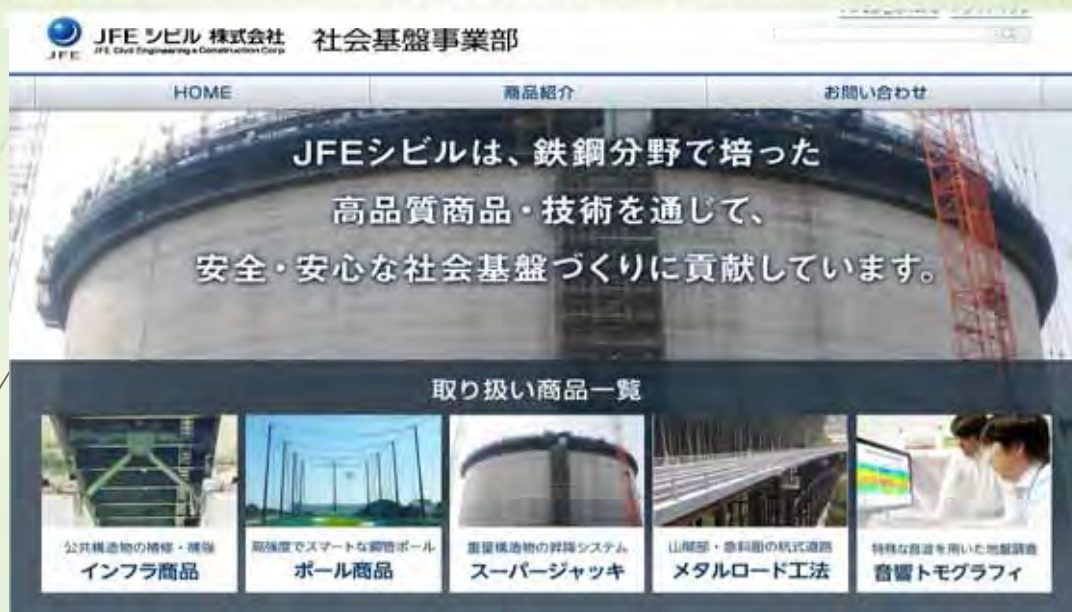 JFE
JFE シビル 株式会社
JFE Civil Engineering & Construction Corp.
社会基盤事業部
HOME
商品紹介
お問い合わせ
JFEシビルは、鉄鋼分野で培った
高品質商品・技術を通じて、
安全・安心な社会基盤づくりに貢献しています。
取り扱い商品一覧
公共構造物の補修・補強
インフラ商品
高強度でスマートな鋼管ポール
ポール商品
重量構造物の昇降システム
スーパージャッキ
山間部・急斜面の杭式道路
メタルロード工法
特殊な音波を用いた地盤調査
音響トモグラフィ